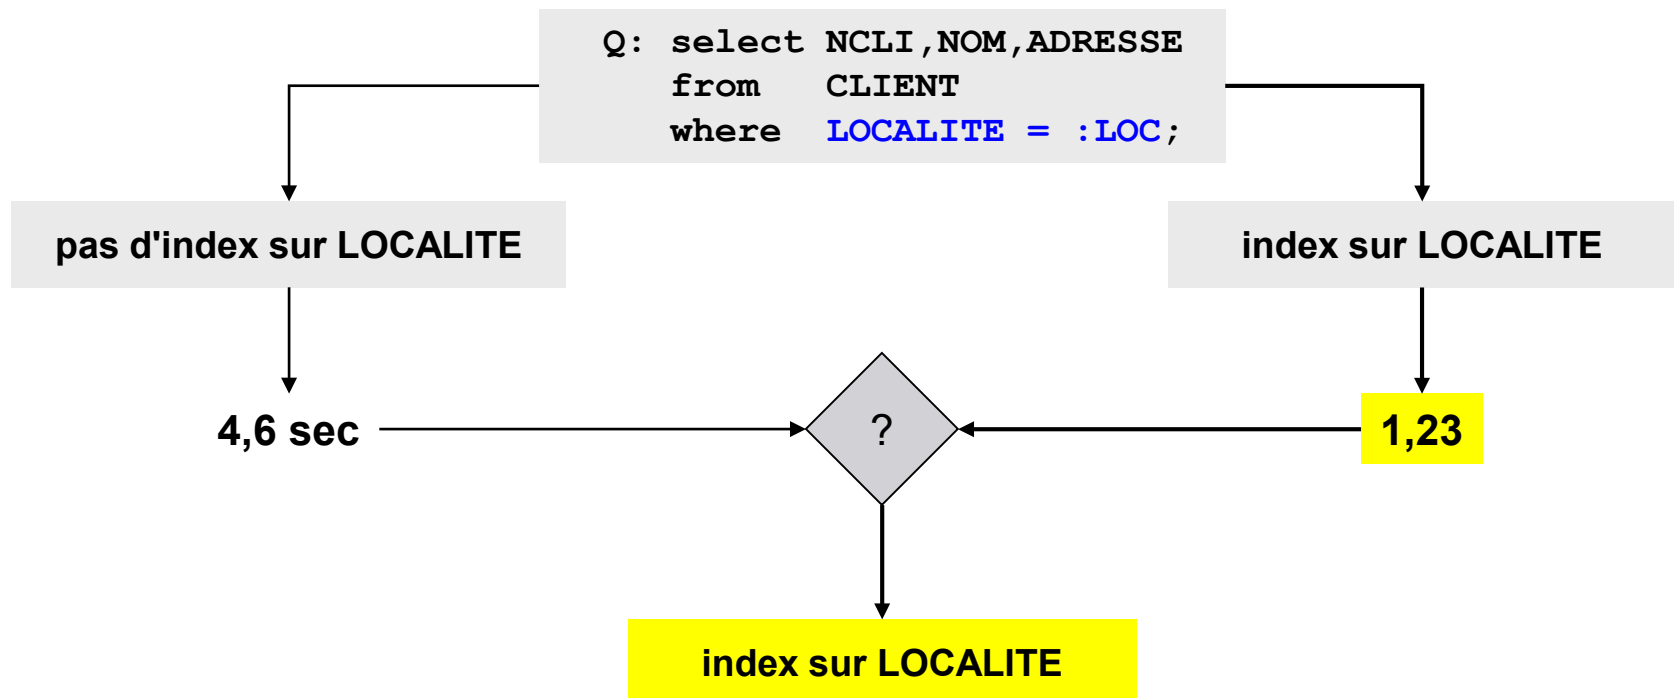 Q: select NCLI,NOM,ADRESSE
from CLIENT
where LOCALITE = :LOC;
pas d'index sur LOCALITE
index sur LOCALITE
4,6 sec
?
1,23
index sur LOCALITE